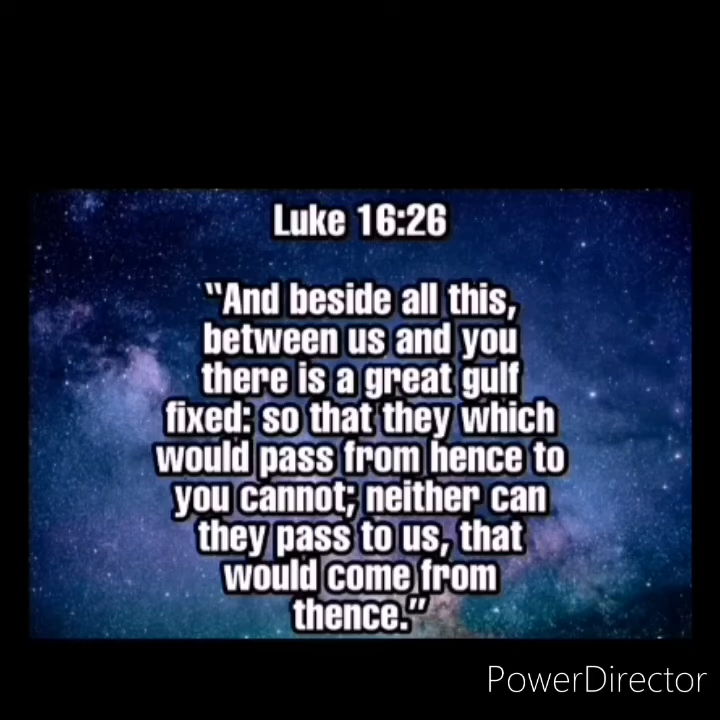 Luke 16:26
“And beside all this,
between us and you
there is a great gulf
fixed: so that they which
would pass from hence to
you cannot; neither can
they pass to us, that
would come from
thence.”
PowerDirector